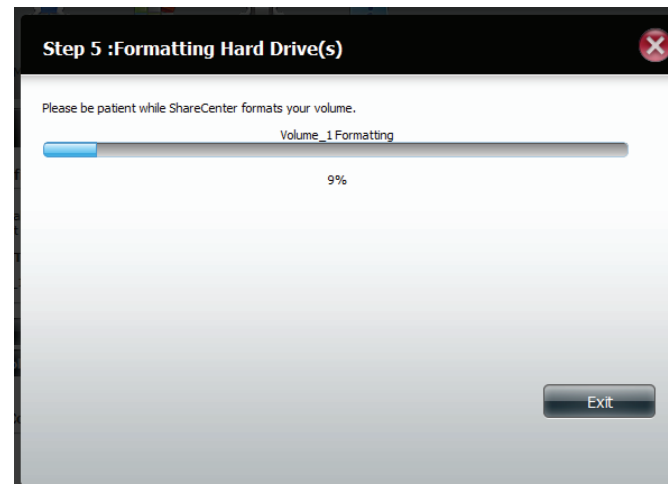 Step 5 :Formatting Hard Drive(s)
Please be patient while ShareCenter formats your volume.
Volume_1 Formatting
9%
Exit